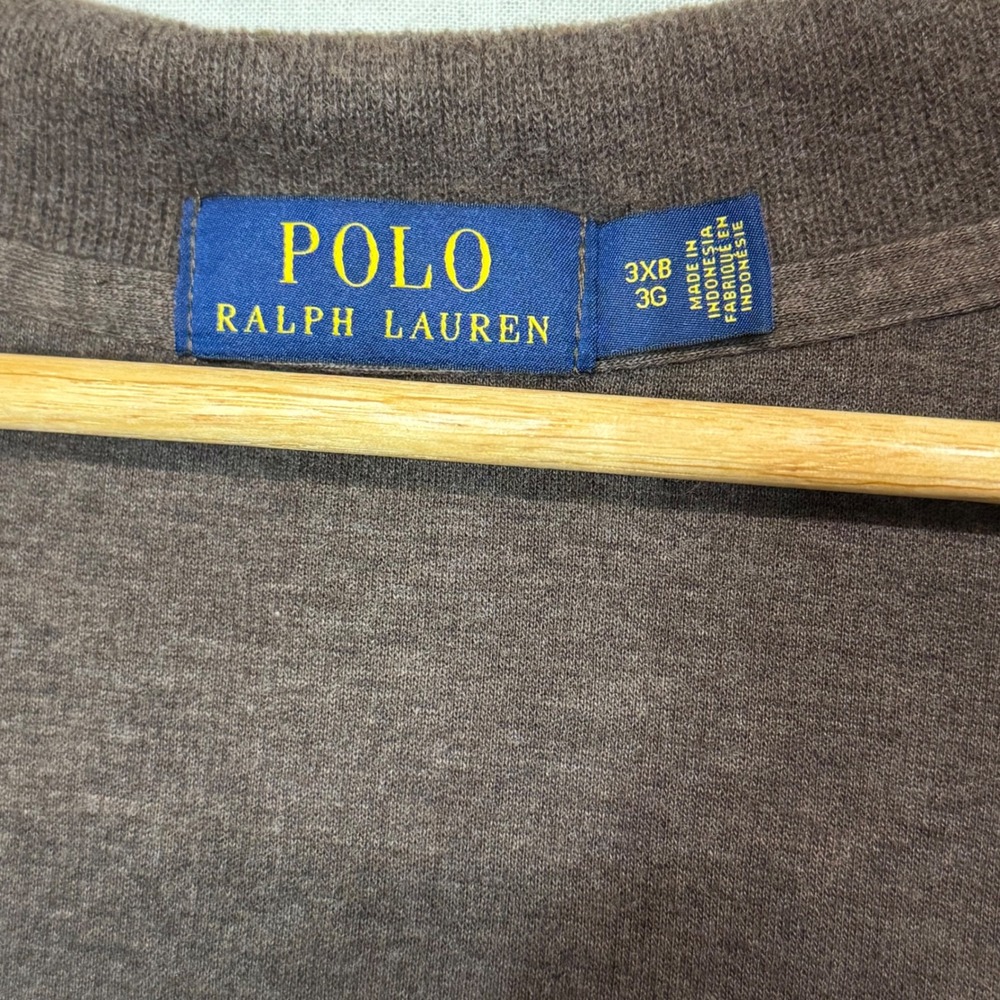 POLO
RALPH LAUREN
3XB
3G
MADE IN
INDONESIA
FABRIQUÉ EN
INDONÉSIE